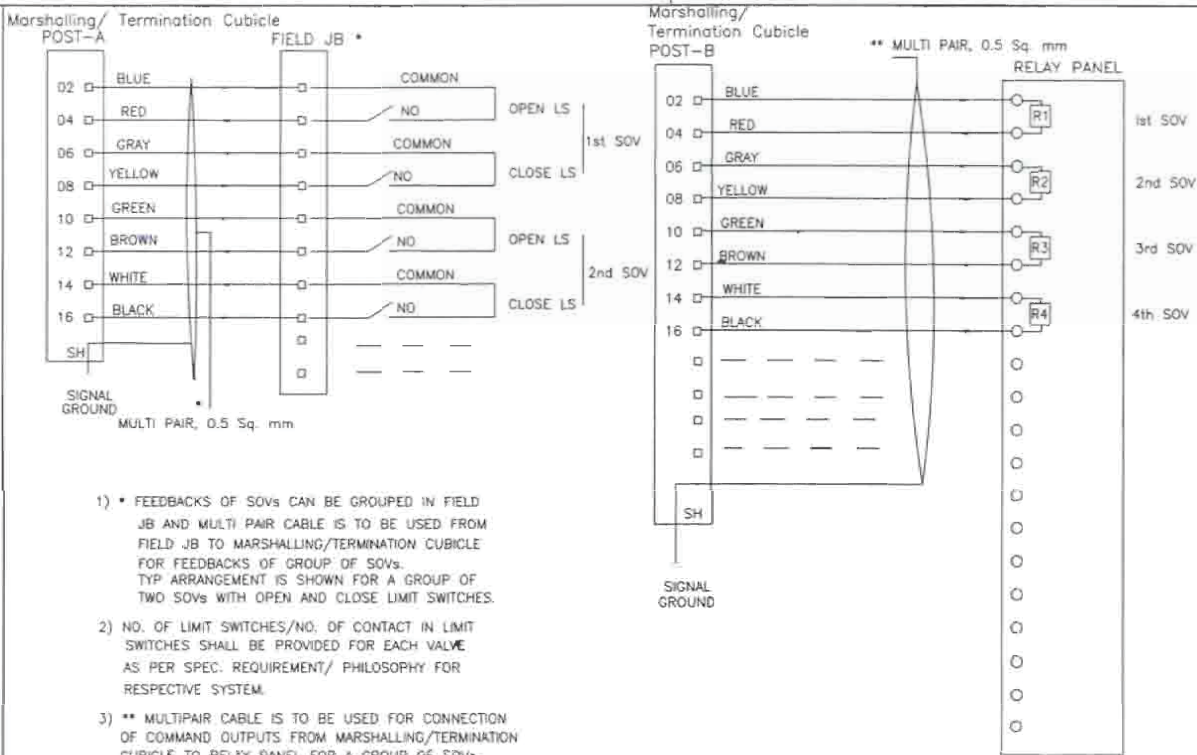 Marshalling/ Termination Cubicle
POST-A
FIELD JB *
02 BLUE COMMON
04 RED NO OPEN LS
1st SOV
06 GRAY COMMON
08 YELLOW NO CLOSE LS
10 GREEN COMMON
12 BROWN NO OPEN LS
2nd SOV
14 WHITE COMMON
16 BLACK NO CLOSE LS
SH
SIGNAL
GROUND
*
MULTI PAIR, 0.5 Sq. mm
Marshalling/
Termination Cubicle
POST-B
** MULTI PAIR, 0.5 Sq. mm
RELAY PANEL
02 BLUE
R1 1st SOV
04 RED
06 GRAY
R2 2nd SOV
08 YELLOW
10 GREEN
R3 3rd SOV
12 BROWN
14 WHITE
R4 4th SOV
16 BLACK
SH
SIGNAL
GROUND
1) * FEEDBACKS OF SOVs CAN BE GROUPED IN FIELD
JB AND MULTI PAIR CABLE IS TO BE USED FROM
FIELD JB TO MARSHALLING/TERMINATION CUBICLE
FOR FEEDBACKS OF GROUP OF SOVs.
TYP ARRANGEMENT IS SHOWN FOR A GROUP OF
TWO SOVs WITH OPEN AND CLOSE LIMIT SWITCHES.
2) NO. OF LIMIT SWITCHES/NO. OF CONTACT IN LIMIT
SWITCHES SHALL BE PROVIDED FOR EACH VALVE
AS PER SPEC. REQUIREMENT/ PHILOSOPHY FOR
RESPECTIVE SYSTEM.
3) ** MULTIPAIR CABLE IS TO BE USED FOR CONNECTION
OF COMMAND OUTPUTS FROM MARSHALLING/TERMINATION
CUBICLE TO RELAY PANEL FOR A GROUP OF SOVs